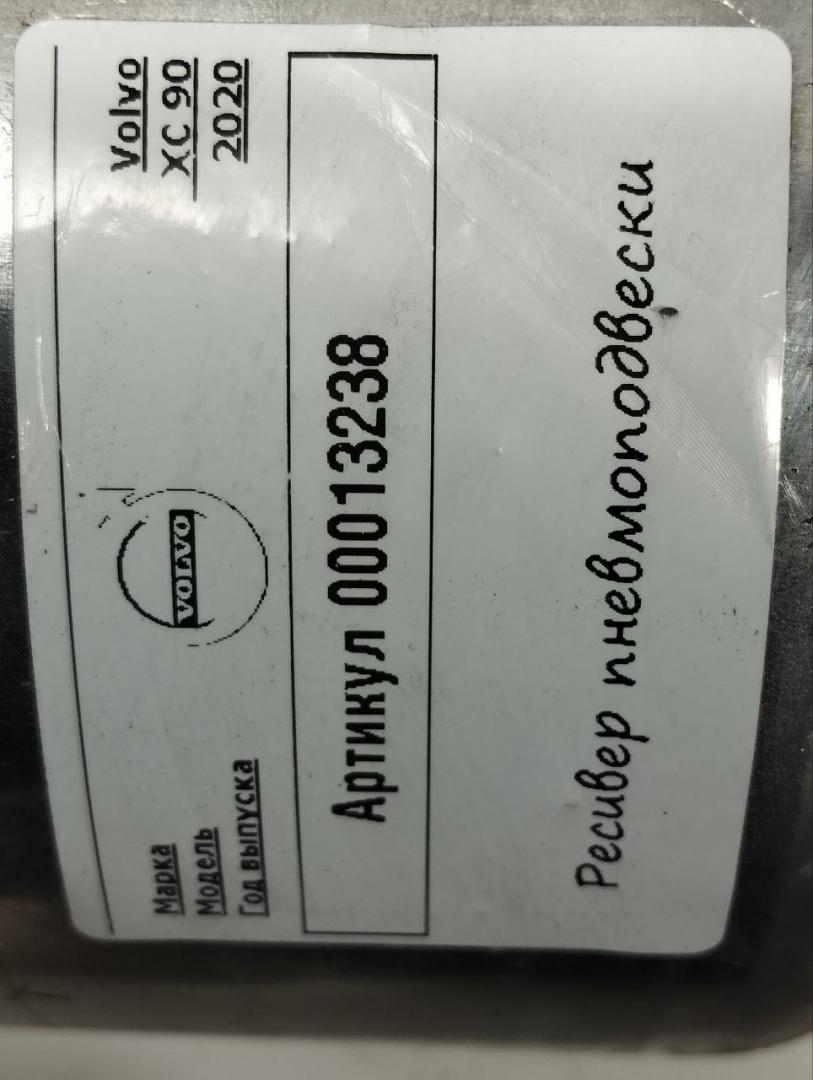 Марка Volvo
Модель XC 90
Год выпуска 2020
VOLVO
Артикул 00013238
Ресивер пневмоподвески